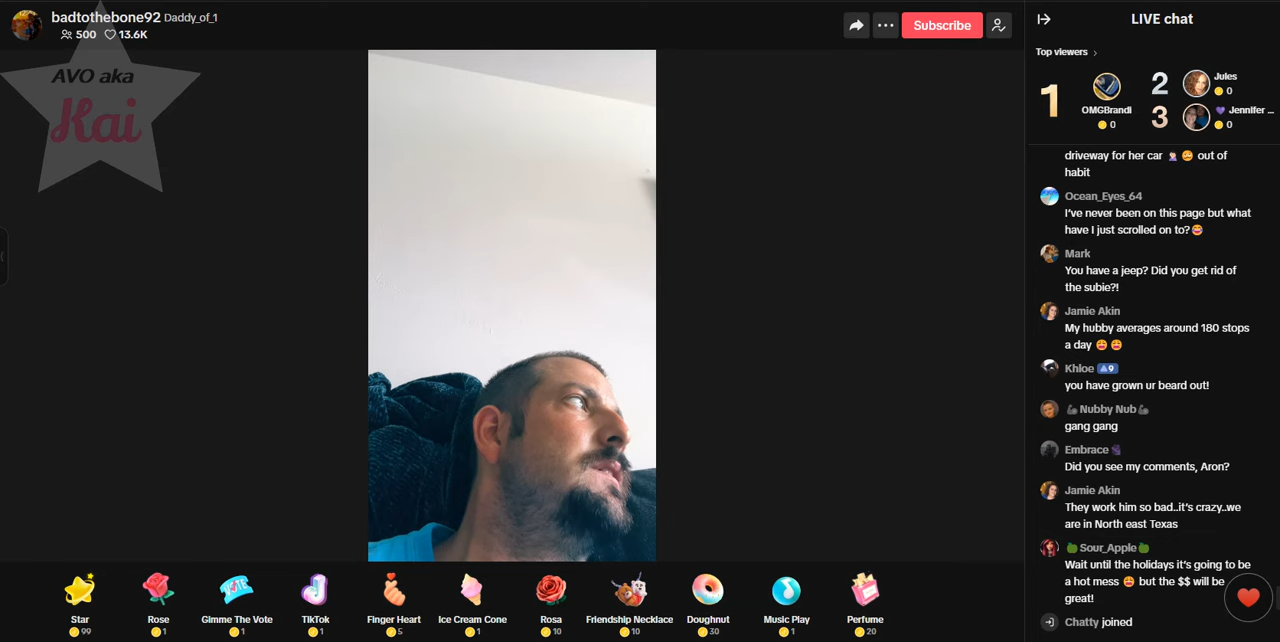 badtothebone92 Daddy_of_1
500 13.6K
Subscribe
AVO aka
Kai
LIVE chat
Top viewers
1
OMGBrandI
0
2
Jules
0
3
Jennifer ...
0
driveway for her car 🤦🏻‍♀️ 😩 out of
habit
Ocean_Eyes_64
I've never been on this page but what
have I just scrolled on to?
Mark
You have a jeep? Did you get rid of
the subie?!
Jamie Akin
My hubby averages around 180 stops
a day
Khloe 9
you have grown ur beard out!
Nubby Nub
gang gang
Embrace
Did you see my comments, Aron?
Jamie Akin
They work him so bad..it's crazy..we
are in North east Texas
🍏Sour_Apple🍏
Wait until the holidays it's going to be
a hot mess but the $$ will be
great!
Chatty joined
Star
99
Rose
1
Gimme The Vote
1
TikTok
1
Finger Heart
5
Ice Cream Cone
1
Rosa
10
Friendship Necklace
10
Doughnut
30
Music Play
1
Perfume
20